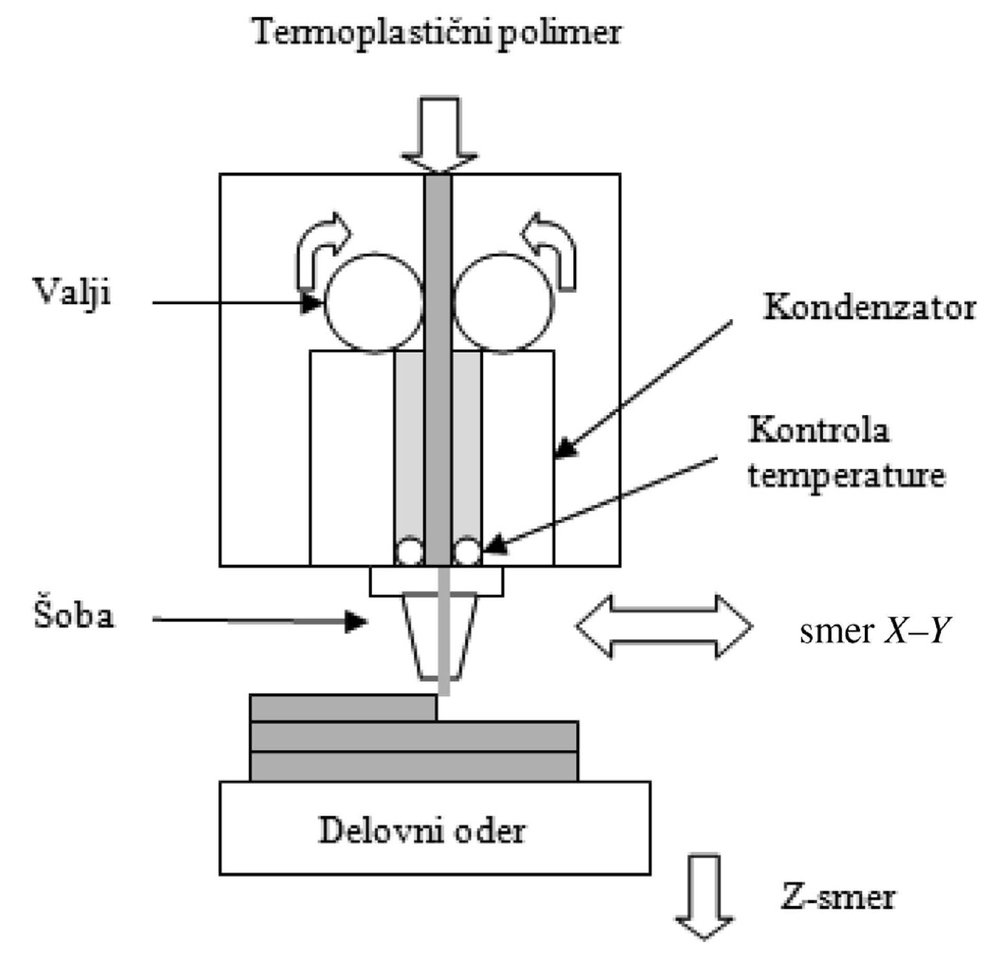 Termoplastični polimer
Valji
Kondenzator
Kontrola
temperature
Šoba
smer X–Y
Delovni oder
Z-smer